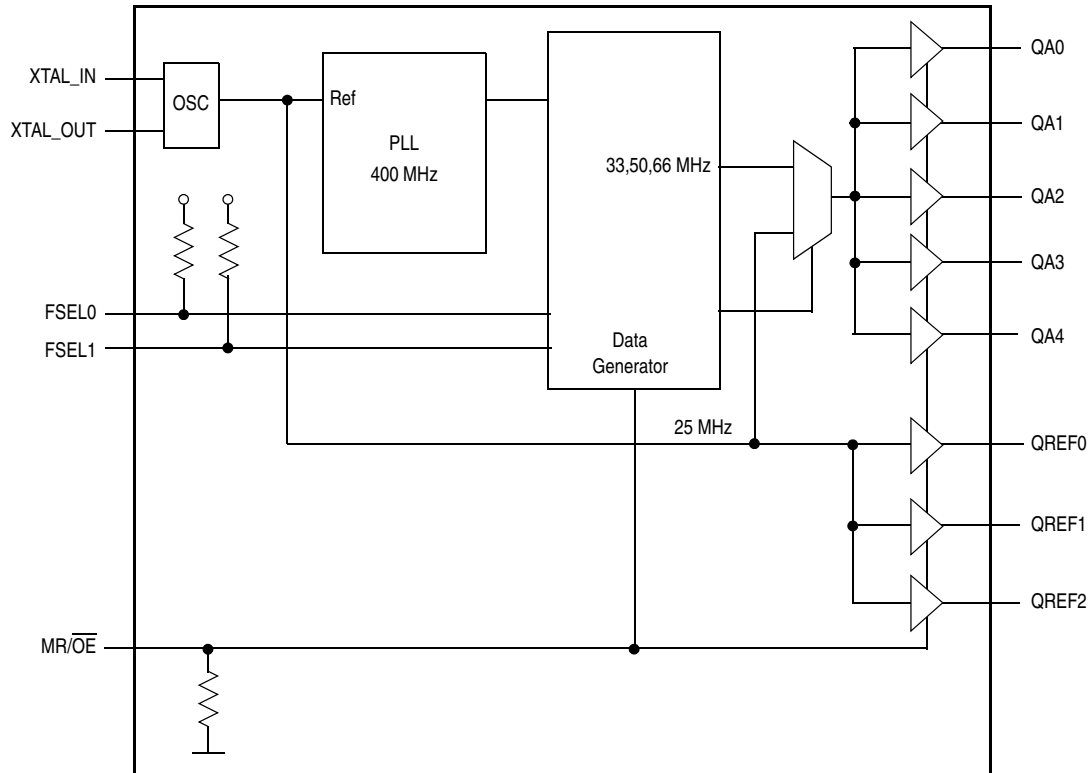 XTAL_IN
XTAL_OUT
OSC
Ref
PLL
400 MHz
33,50,66 MHz
FSEL0
FSEL1
Data
Generator
25 MHz
MR/O̅E̅
QA0
QA1
QA2
QA3
QA4
QREF0
QREF1
QREF2